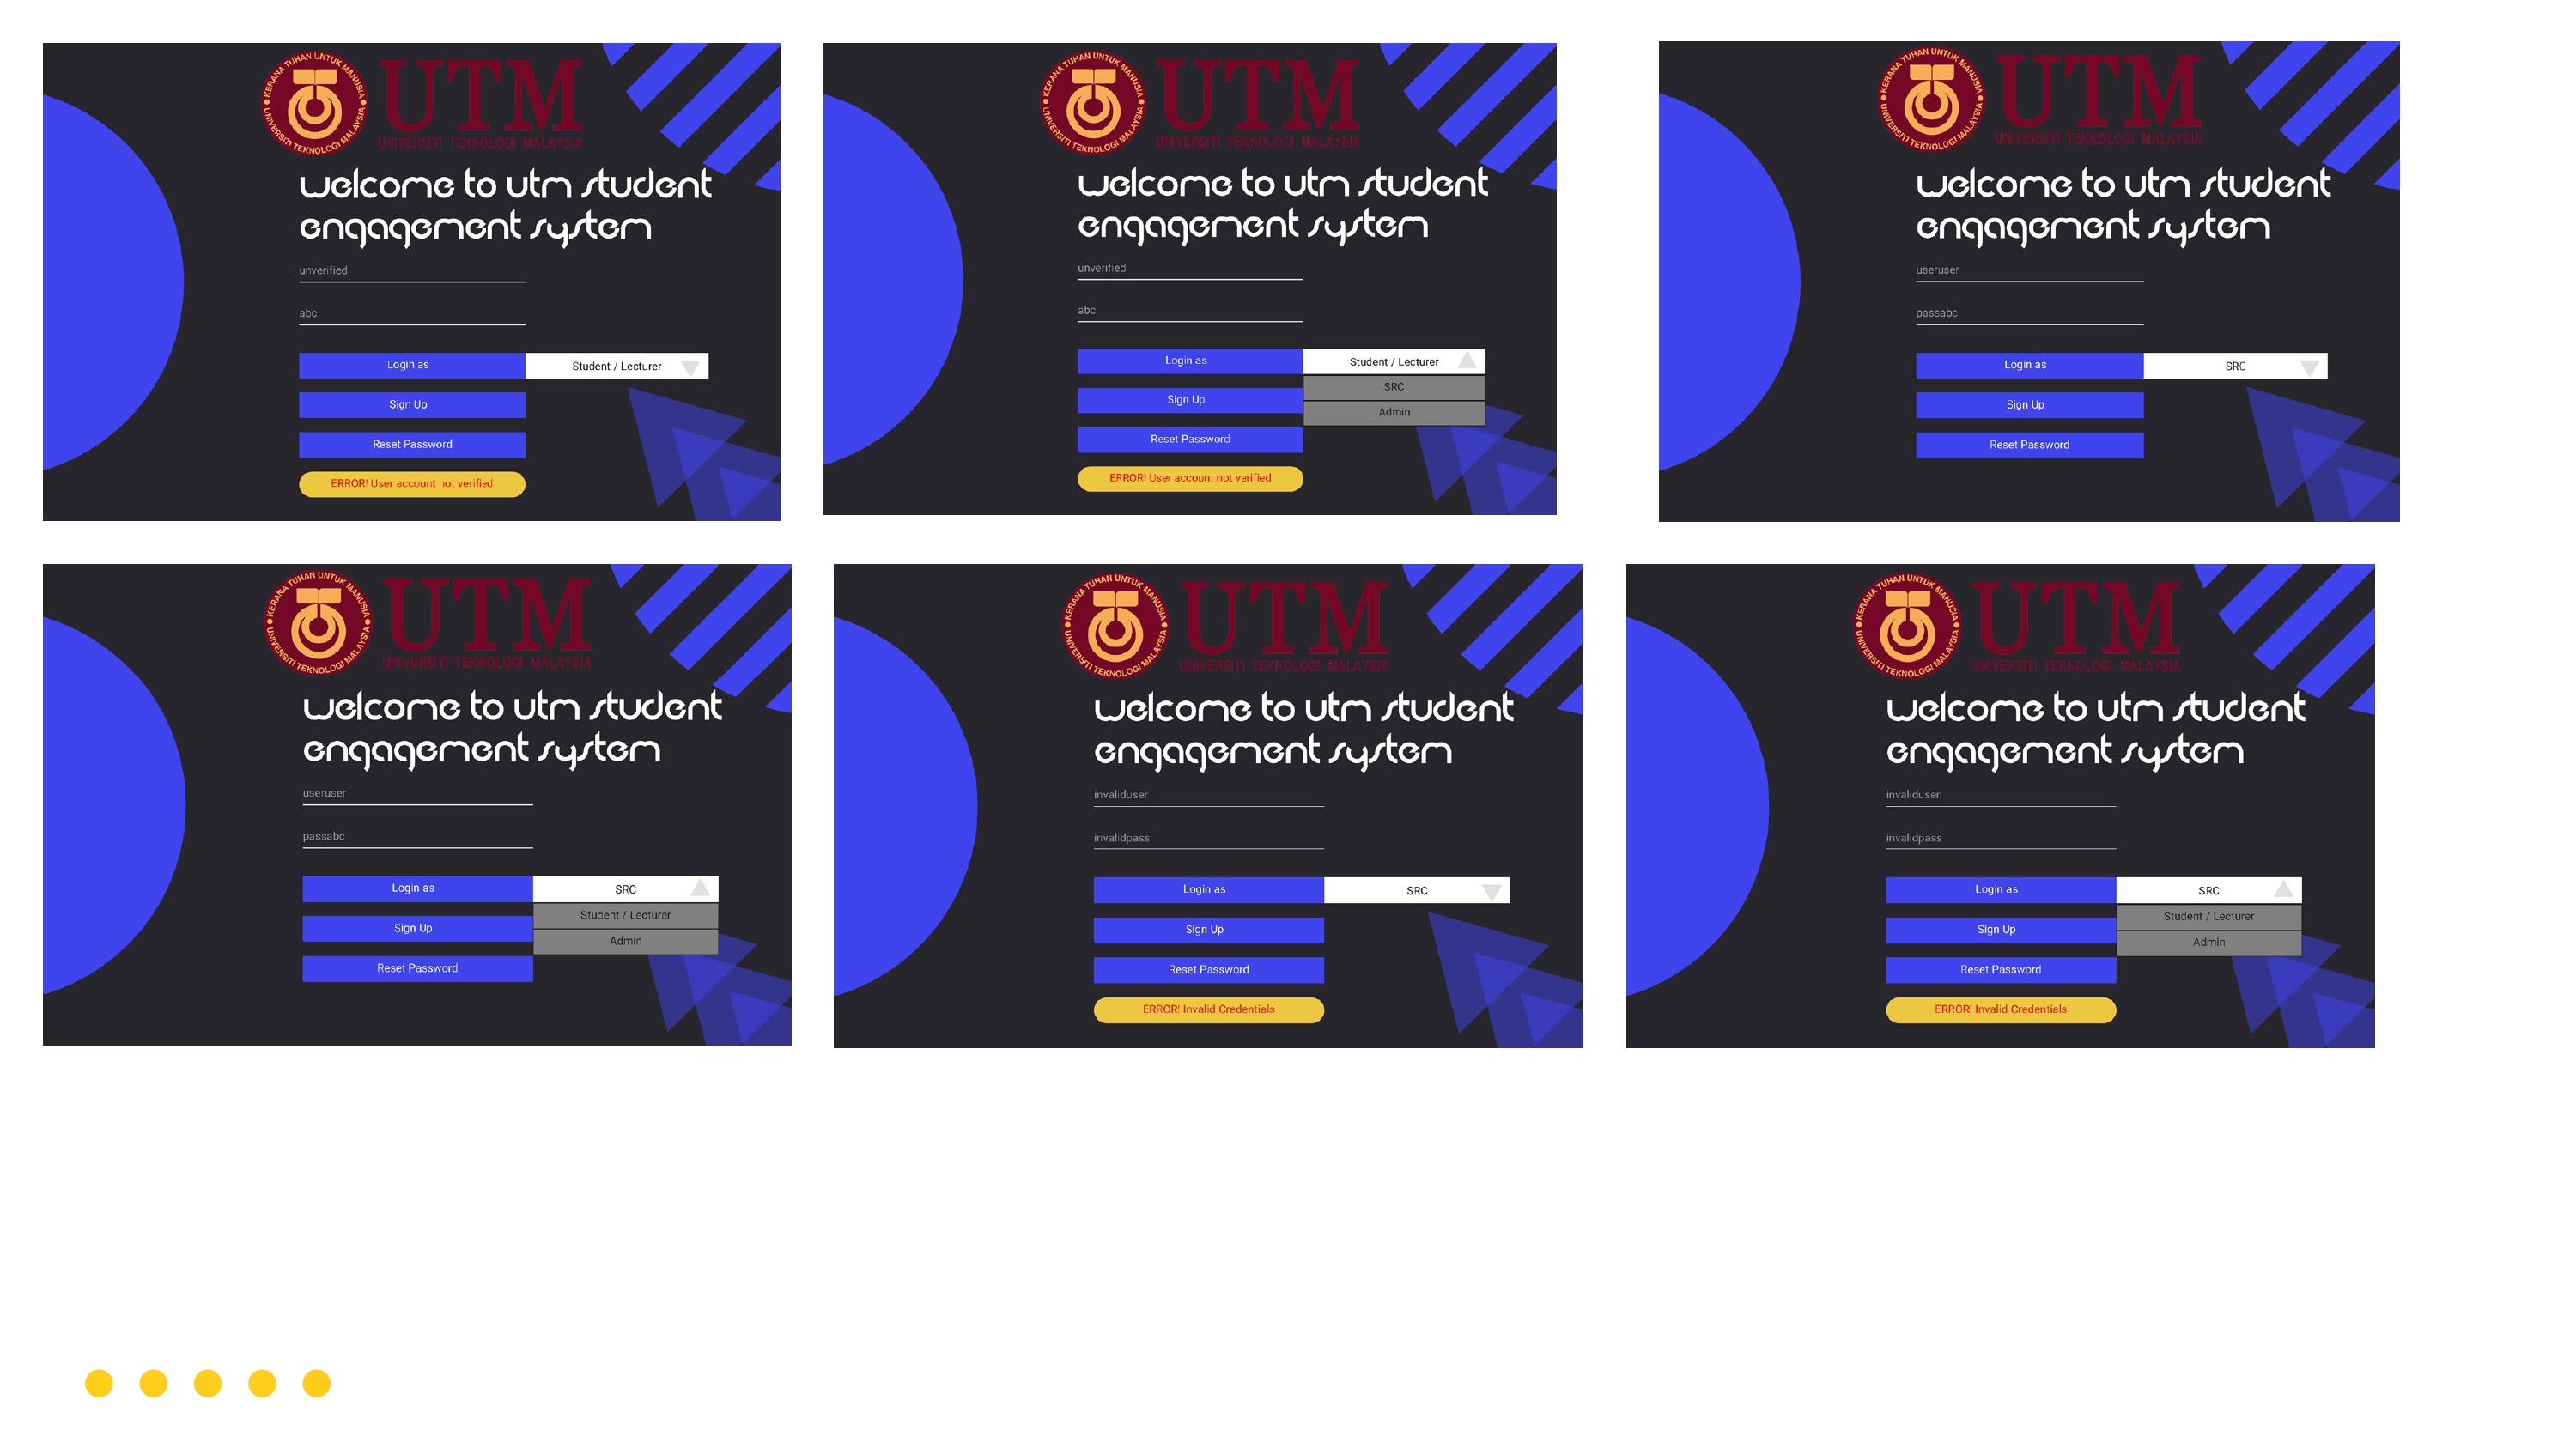 KERANA TUHAN UNTUK MANUSIA
UNIVERSITI TEKNOLOGI MALAYSIA
UTM
UNIVERSITI TEKNOLOGI MALAYSIA
welcome to utm student
engagement system
unverified
abc
Login as
Student / Lecturer
Sign Up
Reset Password
ERROR! User account not verified
KERANA TUHAN UNTUK MANUSIA
UNIVERSITI TEKNOLOGI MALAYSIA
UTM
UNIVERSITI TEKNOLOGI MALAYSIA
welcome to utm student
engagement system
unverified
abc
Login as
Student / Lecturer
SRC
Sign Up
Admin
Reset Password
ERROR! User account not verified
KERANA TUHAN UNTUK MANUSIA
UNIVERSITI TEKNOLOGI MALAYSIA
UTM
UNIVERSITI TEKNOLOGI MALAYSIA
welcome to utm student
engagement system
useruser
passabc
Login as
SRC
Sign Up
Reset Password
KERANA TUHAN UNTUK MANUSIA
UNIVERSITI TEKNOLOGI MALAYSIA
UTM
UNIVERSITI TEKNOLOGI MALAYSIA
welcome to utm student
engagement system
useruser
passabc
Login as
SRC
Student / Lecturer
Sign Up
Admin
Reset Password
KERANA TUHAN UNTUK MANUSIA
UNIVERSITI TEKNOLOGI MALAYSIA
UTM
UNIVERSITI TEKNOLOGI MALAYSIA
welcome to utm student
engagement system
invaliduser
invalidpass
Login as
SRC
Sign Up
Reset Password
ERROR! Invalid Credentials
KERANA TUHAN UNTUK MANUSIA
UNIVERSITI TEKNOLOGI MALAYSIA
UTM
UNIVERSITI TEKNOLOGI MALAYSIA
welcome to utm student
engagement system
invaliduser
invalidpass
Login as
SRC
Student / Lecturer
Sign Up
Admin
Reset Password
ERROR! Invalid Credentials